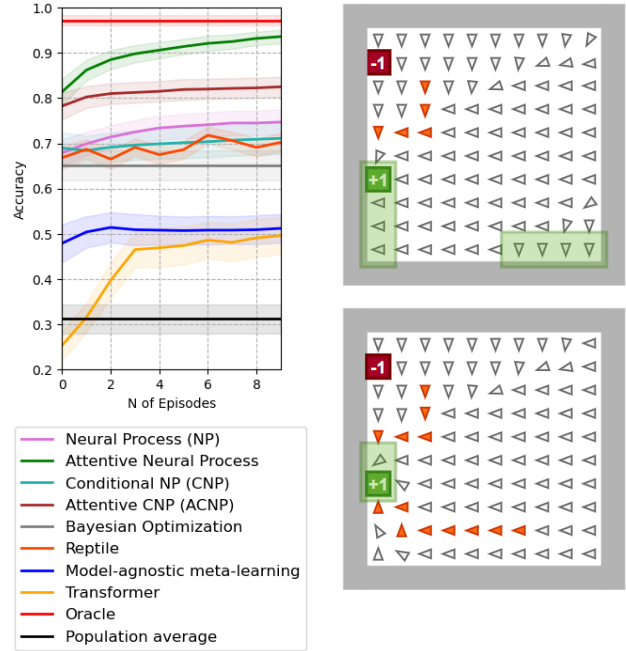 1.0
0.9
0.8
0.7
0.6
0.5
0.4
0.3
0.2
Accuracy
0 2 4 6 8
N of Episodes
Neural Process (NP)
Attentive Neural Process
Conditional NP (CNP)
Attentive CNP (ACNP)
Bayesian Optimization
Reptile
Model-agnostic meta-learning
Transformer
Oracle
Population average
-1
+1
-1
+1